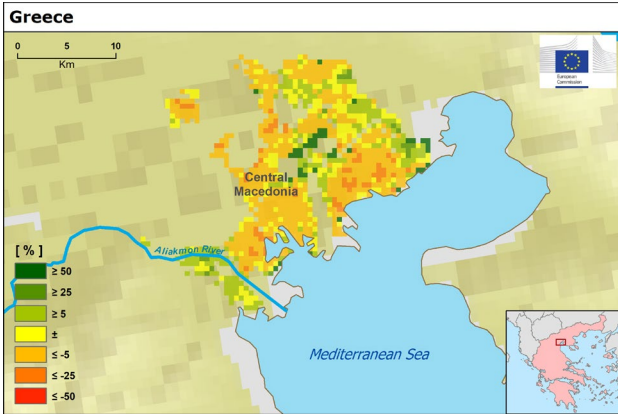 Greece
0 5 10
Km
European
Commission
Central
Macedonia
Aliakmon River
[ % ]
≥ 50
≥ 25
≥ 5
±
≤ -5
≤ -25
≤ -50
Mediterranean Sea